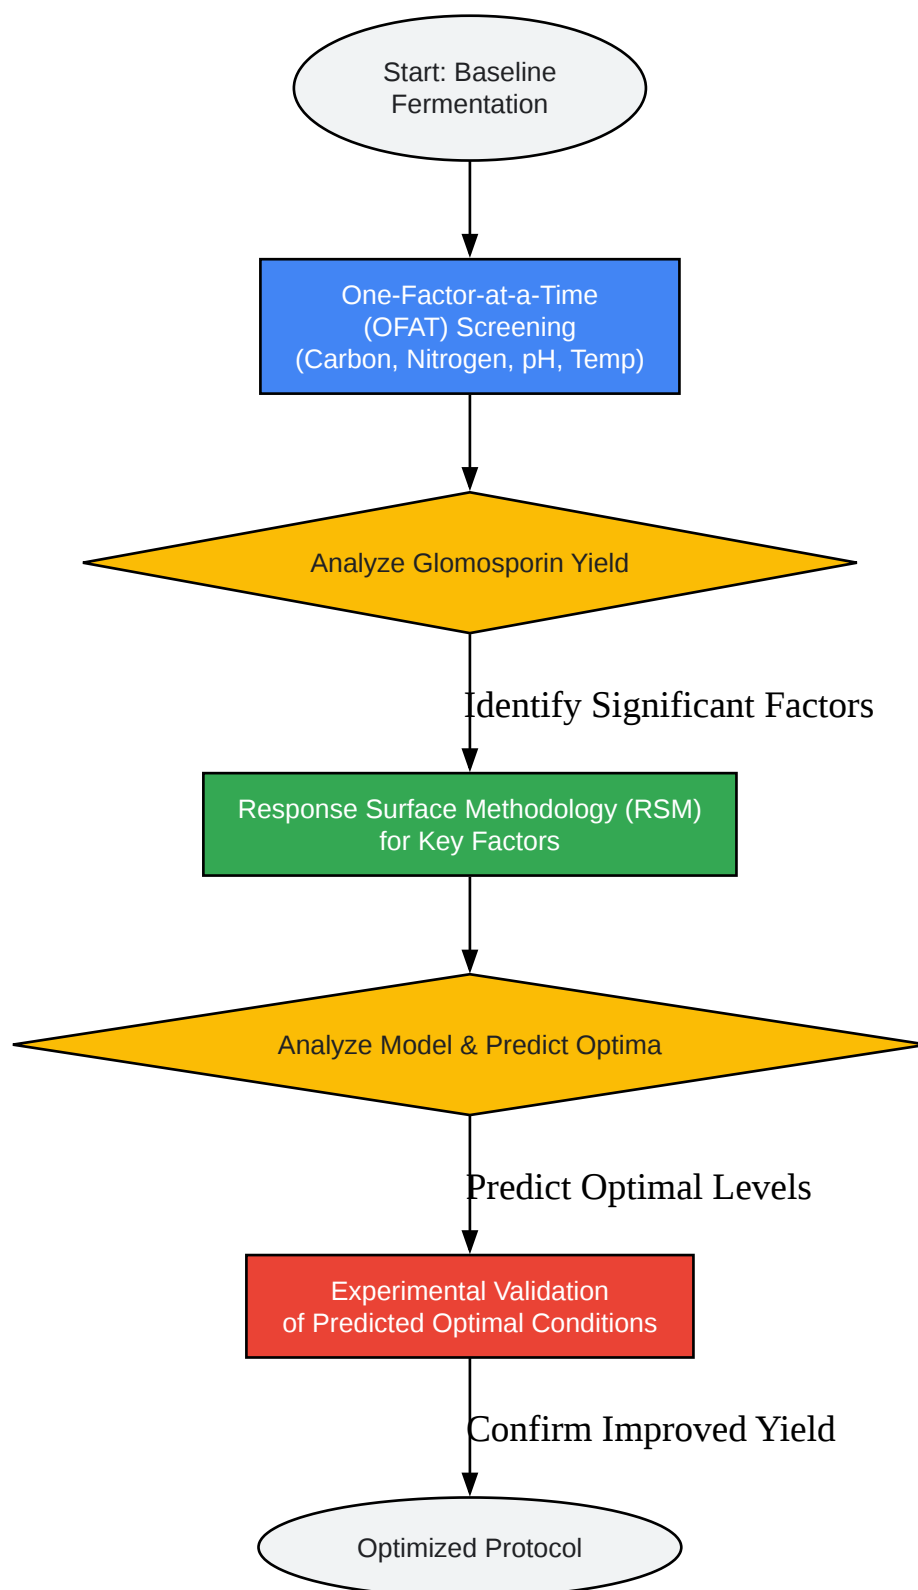 Start: Baseline
Fermentation
One-Factor-at-a-Time
(OFAT) Screening
(Carbon, Nitrogen, pH, Temp)
Analyze Glomosporin Yield
Identify Significant Factors
Response Surface Methodology (RSM)
for Key Factors
Analyze Model & Predict Optima
Predict Optimal Levels
Experimental Validation
of Predicted Optimal Conditions
Confirm Improved Yield
Optimized Protocol